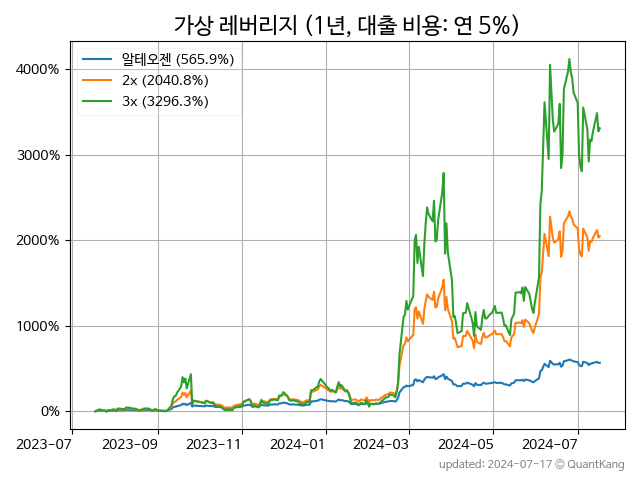 가상 레버리지 (1년, 대출 비용: 연 5%)
알테오젠 (565.9%)
2x (2040.8%)
3x (3296.3%)
4000%
3000%
2000%
1000%
0%
2023-07 2023-09 2023-11 2024-01 2024-03 2024-05 2024-07
updated: 2024-07-17 © QuantKang